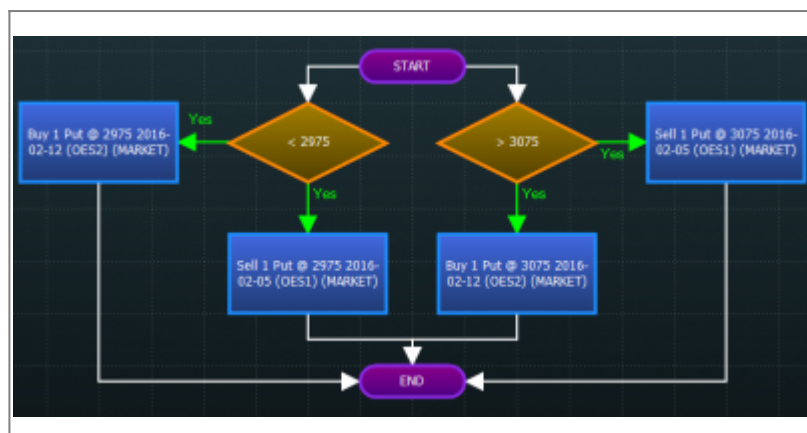 START
Yes
Buy 1 Put @ 2975 2016-
02-12 (OES2) (MARKET)
< 2975
> 3075
Yes
Sell 1 Put @ 3075 2016-
02-05 (OES1) (MARKET)
Yes
Yes
Sell 1 Put @ 2975 2016-
02-05 (OES1) (MARKET)
Buy 1 Put @ 3075 2016-
02-12 (OES2) (MARKET)
END